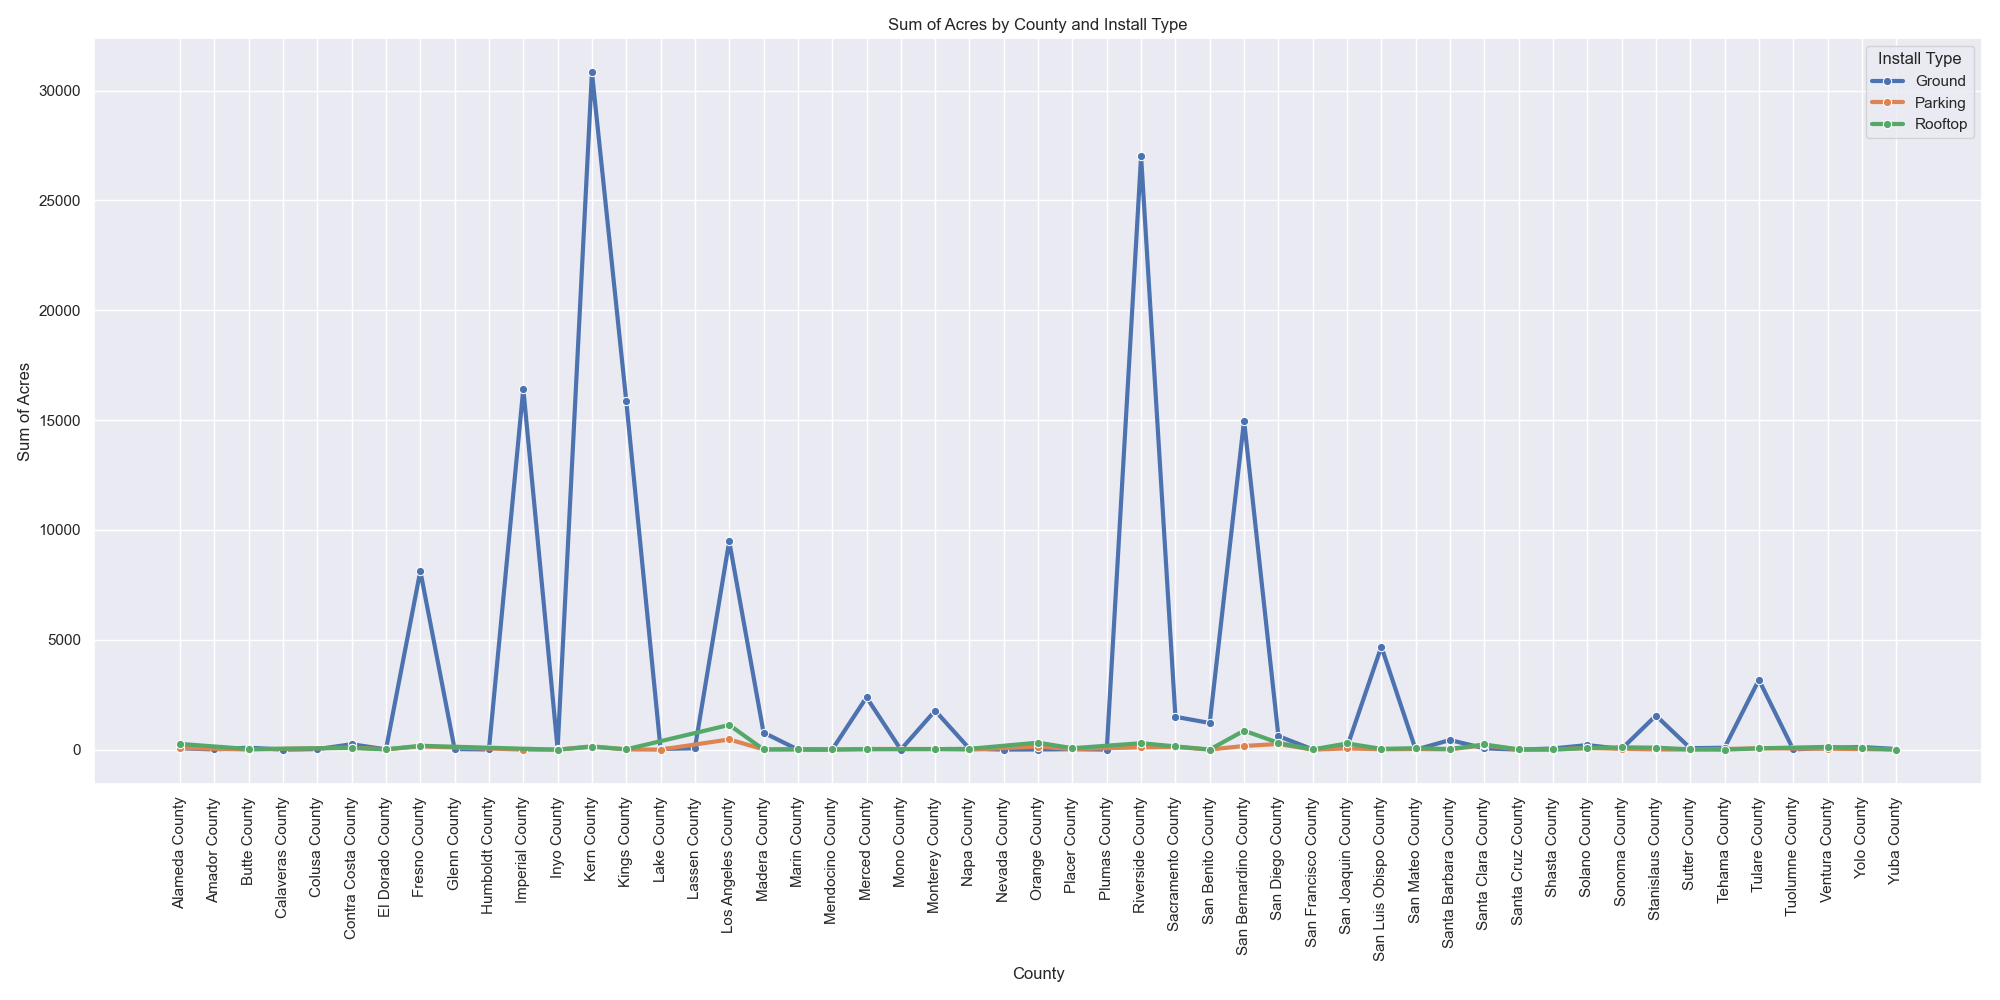 Sum of Acres by County and Install Type
Install Type
Ground
Parking
Rooftop
30000
25000
20000
15000
10000
5000
0
Sum of Acres
Alameda County
Amador County
Butte County
Calaveras County
Colusa County
Contra Costa County
El Dorado County
Fresno County
Glenn County
Humboldt County
Imperial County
Inyo County
Kern County
Kings County
Lake County
Lassen County
Los Angeles County
Madera County
Marin County
Mendocino County
Merced County
Mono County
Monterey County
Napa County
Nevada County
Orange County
Placer County
Plumas County
Riverside County
Sacramento County
San Benito County
San Bernardino County
San Diego County
San Francisco County
San Joaquin County
San Luis Obispo County
San Mateo County
Santa Barbara County
Santa Clara County
Santa Cruz County
Shasta County
Solano County
Sonoma County
Stanislaus County
Sutter County
Tehama County
Tulare County
Tuolumne County
Ventura County
Yolo County
Yuba County
County